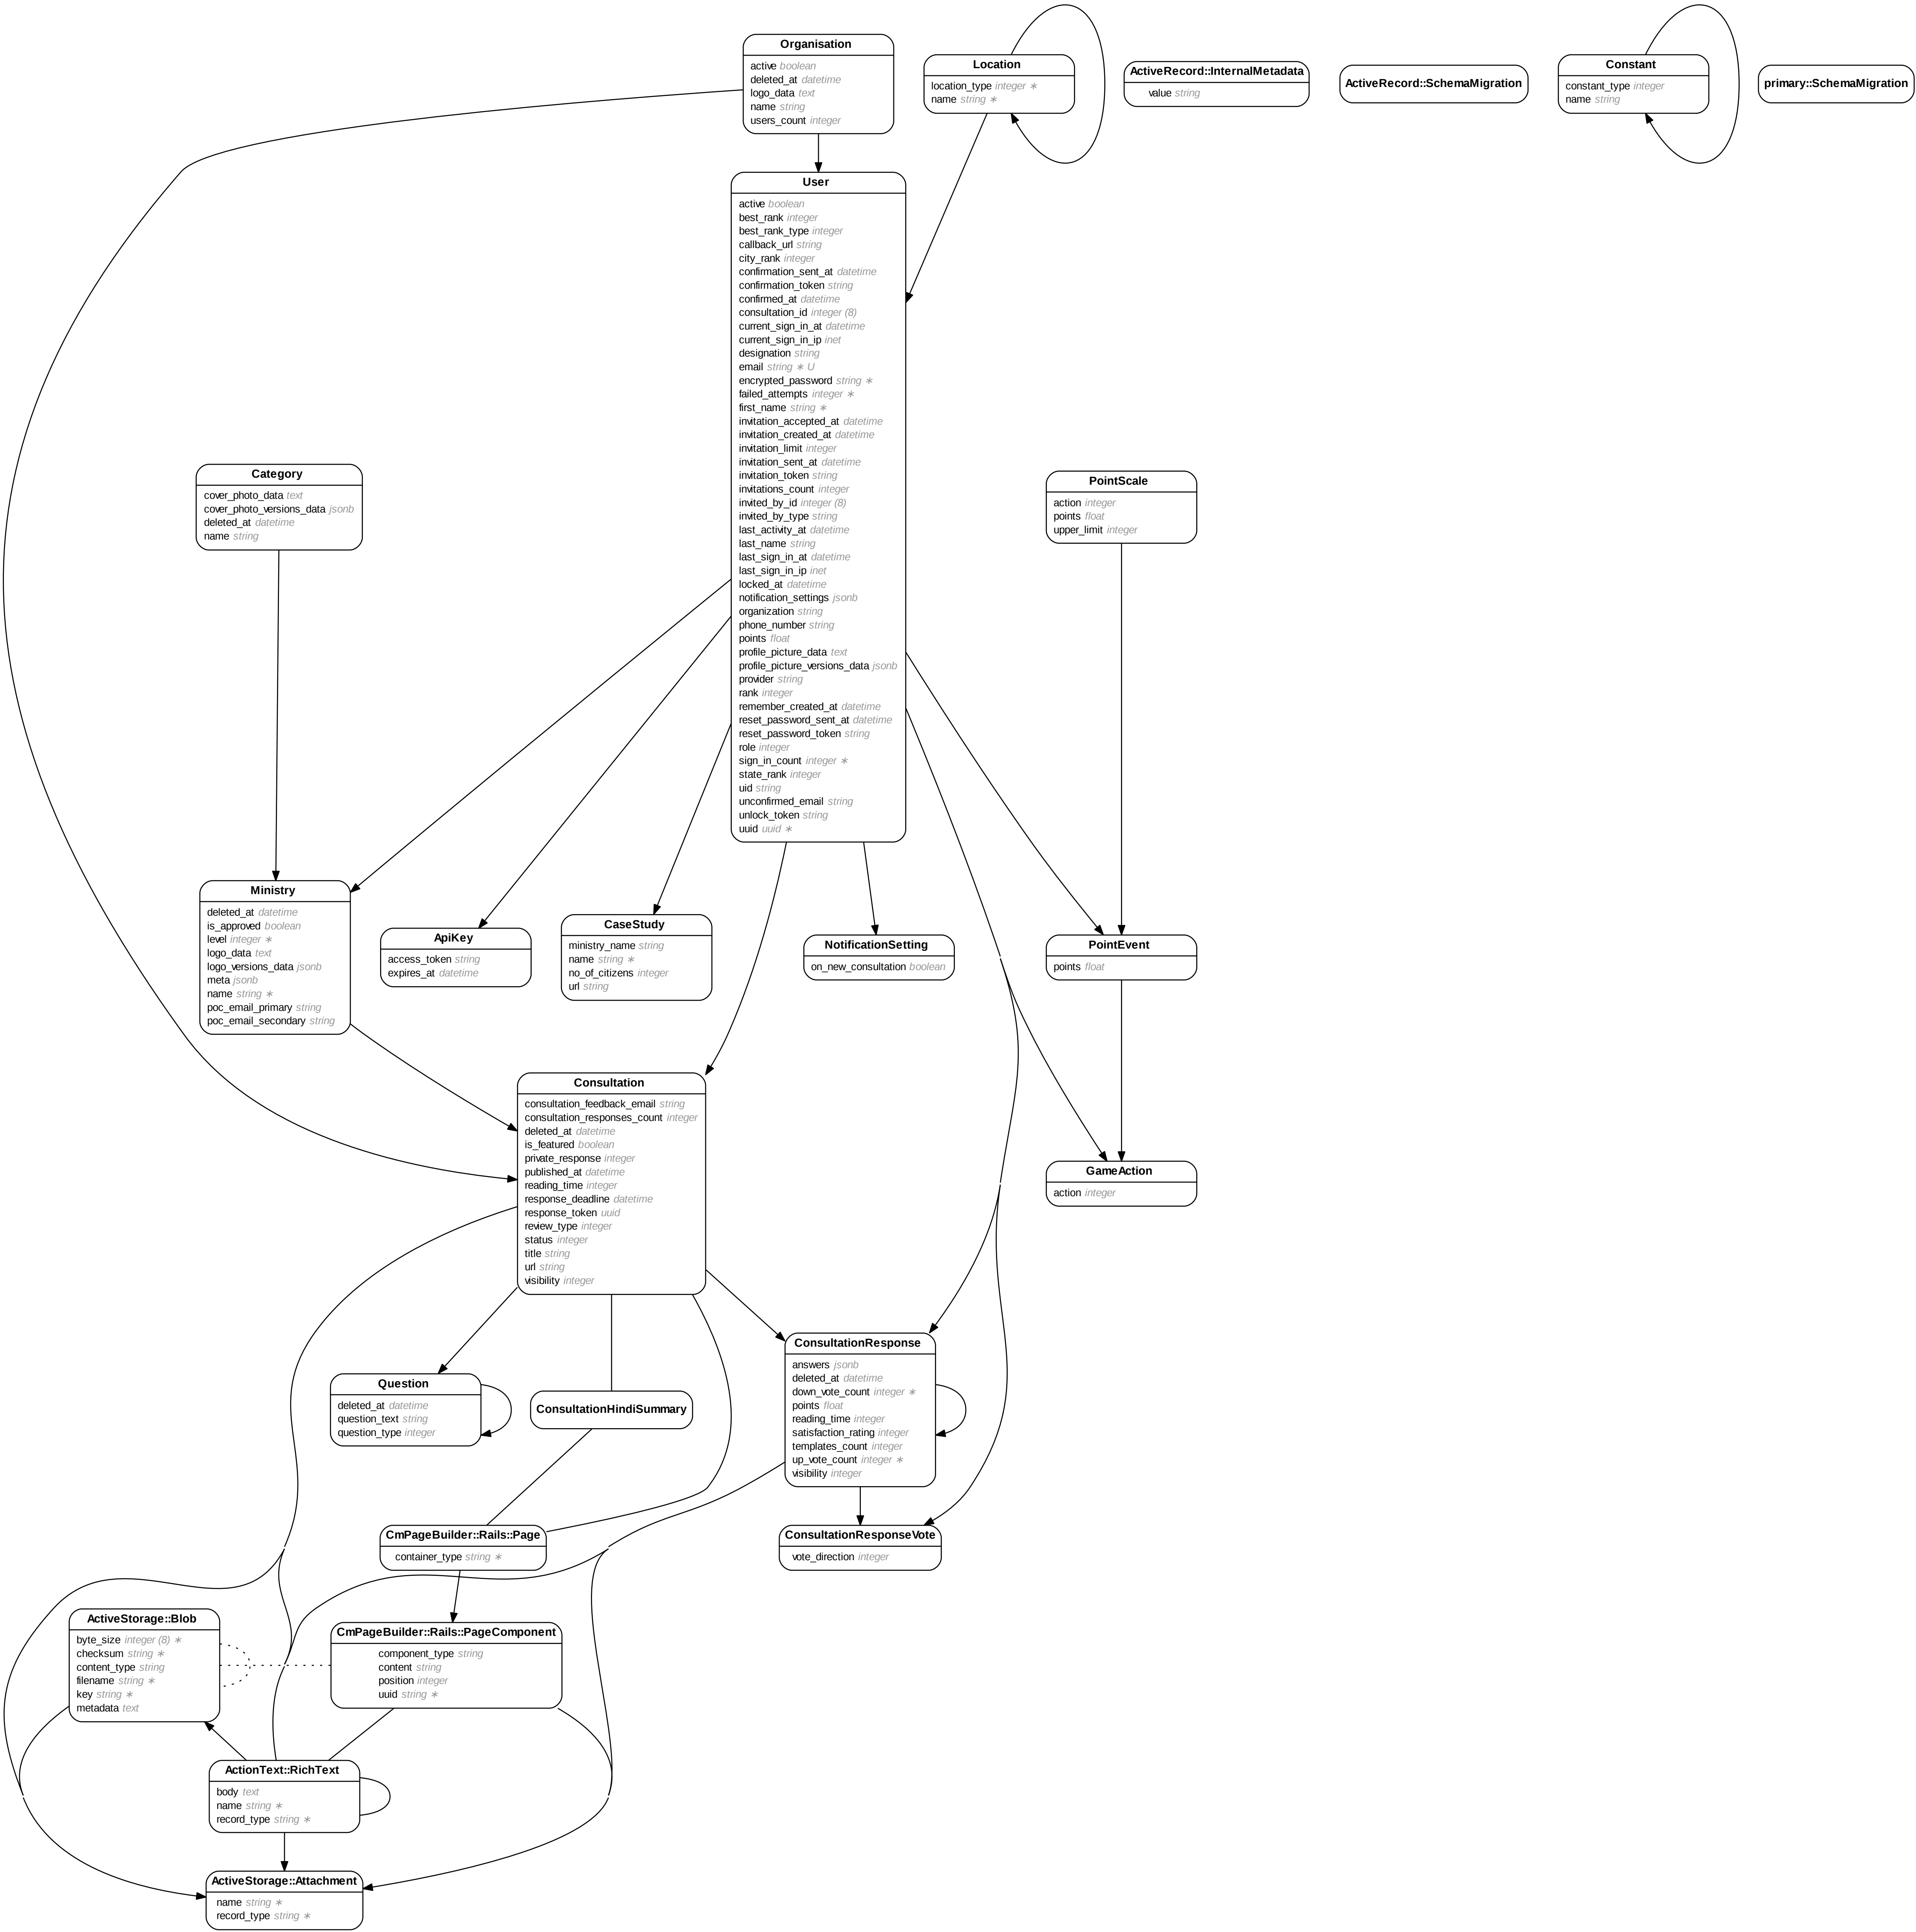 Organisation
active boolean
deleted_at datetime
logo_data text
name string
users_count integer
Location
location_type integer ∗
name string ∗
ActiveRecord::InternalMetadata
value string
ActiveRecord::SchemaMigration
Constant
constant_type integer
name string
primary::SchemaMigration
User
active boolean
best_rank integer
best_rank_type integer
callback_url string
city_rank integer
confirmation_sent_at datetime
confirmation_token string
confirmed_at datetime
consultation_id integer (8)
current_sign_in_at datetime
current_sign_in_ip inet
designation string
email string ∗ U
encrypted_password string ∗
failed_attempts integer ∗
first_name string ∗
invitation_accepted_at datetime
invitation_created_at datetime
invitation_limit integer
invitation_sent_at datetime
invitation_token string
invitations_count integer
invited_by_id integer (8)
invited_by_type string
last_activity_at datetime
last_name string
last_sign_in_at datetime
last_sign_in_ip inet
locked_at datetime
notification_settings jsonb
organization string
phone_number string
points float
profile_picture_data text
profile_picture_versions_data jsonb
provider string
rank integer
remember_created_at datetime
reset_password_sent_at datetime
reset_password_token string
role integer
sign_in_count integer ∗
state_rank integer
uid string
unconfirmed_email string
unlock_token string
uuid uuid ∗
Category
cover_photo_data text
cover_photo_versions_data jsonb
deleted_at datetime
name string
PointScale
action integer
points float
upper_limit integer
Ministry
deleted_at datetime
is_approved boolean
level integer ∗
logo_data text
logo_versions_data jsonb
meta jsonb
name string ∗
poc_email_primary string
poc_email_secondary string
ApiKey
access_token string
expires_at datetime
CaseStudy
ministry_name string
name string ∗
no_of_citizens integer
url string
NotificationSetting
on_new_consultation boolean
PointEvent
points float
Consultation
consultation_feedback_email string
consultation_responses_count integer
deleted_at datetime
is_featured boolean
private_response integer
published_at datetime
reading_time integer
response_deadline datetime
response_token uuid
review_type integer
status integer
title string
url string
visibility integer
GameAction
action integer
Question
deleted_at datetime
question_text string
question_type integer
ConsultationHindiSummary
ConsultationResponse
answers jsonb
deleted_at datetime
down_vote_count integer ∗
points float
reading_time integer
satisfaction_rating integer
templates_count integer
up_vote_count integer ∗
visibility integer
CmPageBuilder::Rails::Page
container_type string ∗
ConsultationResponseVote
vote_direction integer
ActiveStorage::Blob
byte_size integer (8) ∗
checksum string ∗
content_type string
filename string ∗
key string ∗
metadata text
CmPageBuilder::Rails::PageComponent
component_type string
content string
position integer
uuid string ∗
ActionText::RichText
body text
name string ∗
record_type string ∗
ActiveStorage::Attachment
name string ∗
record_type string ∗